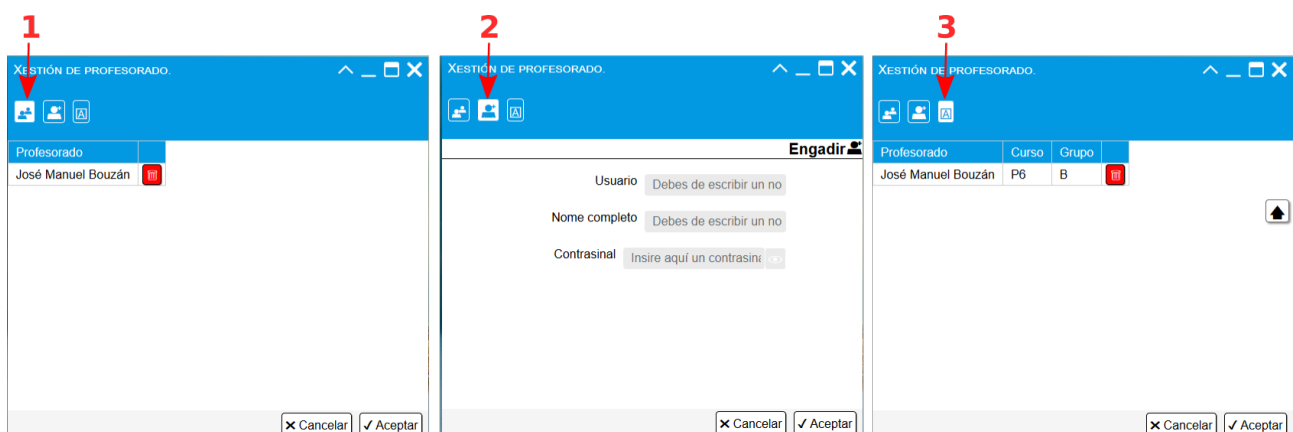 1
2
3
XESTIÓN DE PROFESORADO.
Profesorado
José Manuel Bouzán
Cancelar
Aceptar
XESTIÓN DE PROFESORADO.
Engadir
Usuario Debes de escribir un no
Nome completo Debes de escribir un no
Contrasinal Insire aquí un contrasina
Cancelar
Aceptar
XESTIÓN DE PROFESORADO.
A
Profesorado Curso Grupo
José Manuel Bouzán P6 B
Cancelar
Aceptar